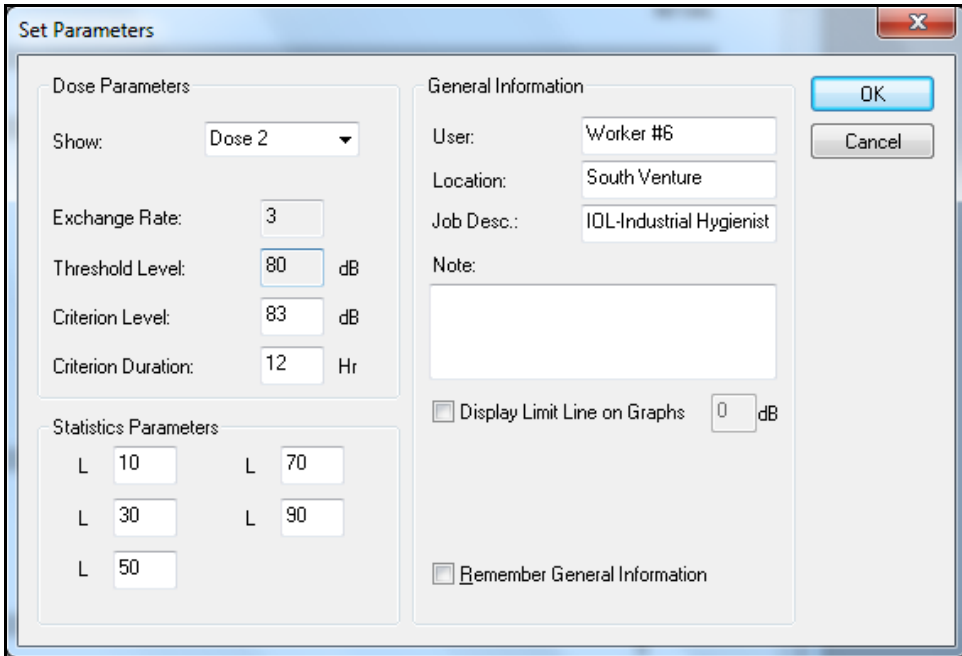 Set Parameters
Dose Parameters
Show: Dose 2
Exchange Rate: 3
Threshold Level: 80 dB
Criterion Level: 83 dB
Criterion Duration: 12 Hr
Statistics Parameters
L 10 L 70
L 30 L 90
L 50
General Information
User: Worker #6
Location: South Venture
Job Desc.: IOL-Industrial Hygienist
Note:
Display Limit Line on Graphs 0 dB
Remember General Information
OK
Cancel